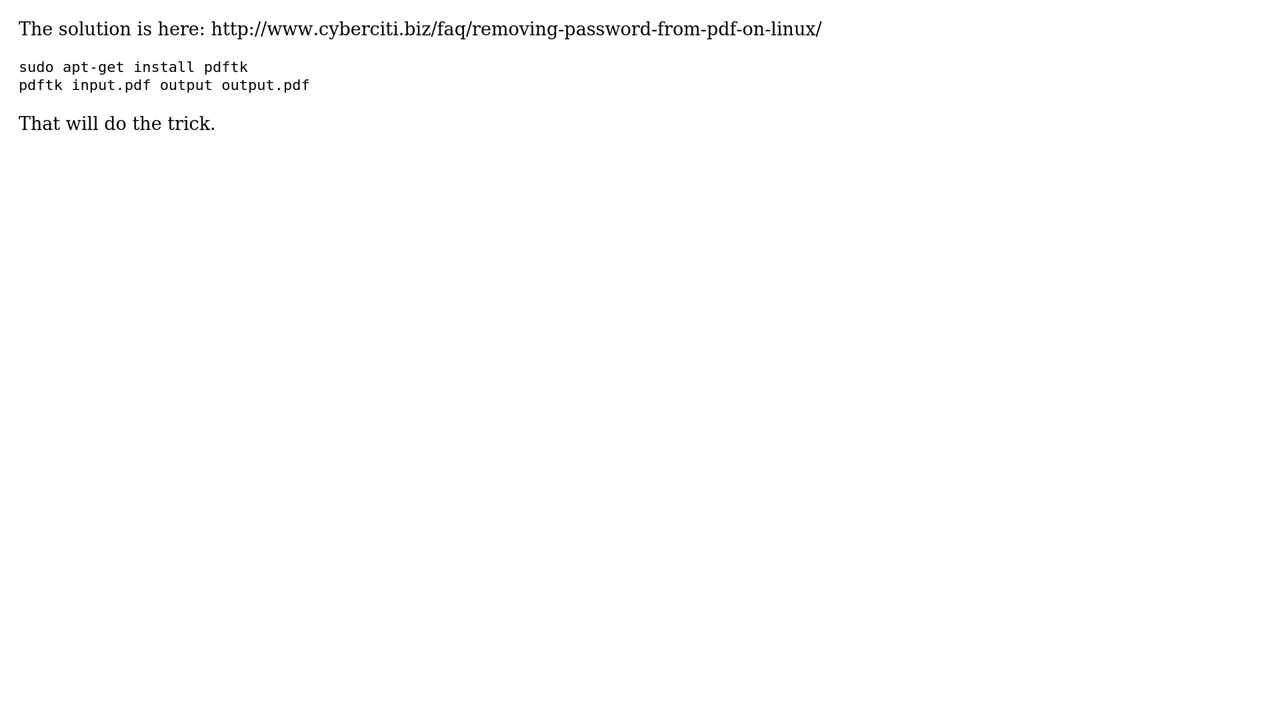 The solution is here: http://www.cyberciti.biz/faq/removing-password-from-pdf-on-linux/
sudo apt-get install pdftk
pdftk input.pdf output output.pdf
That will do the trick.